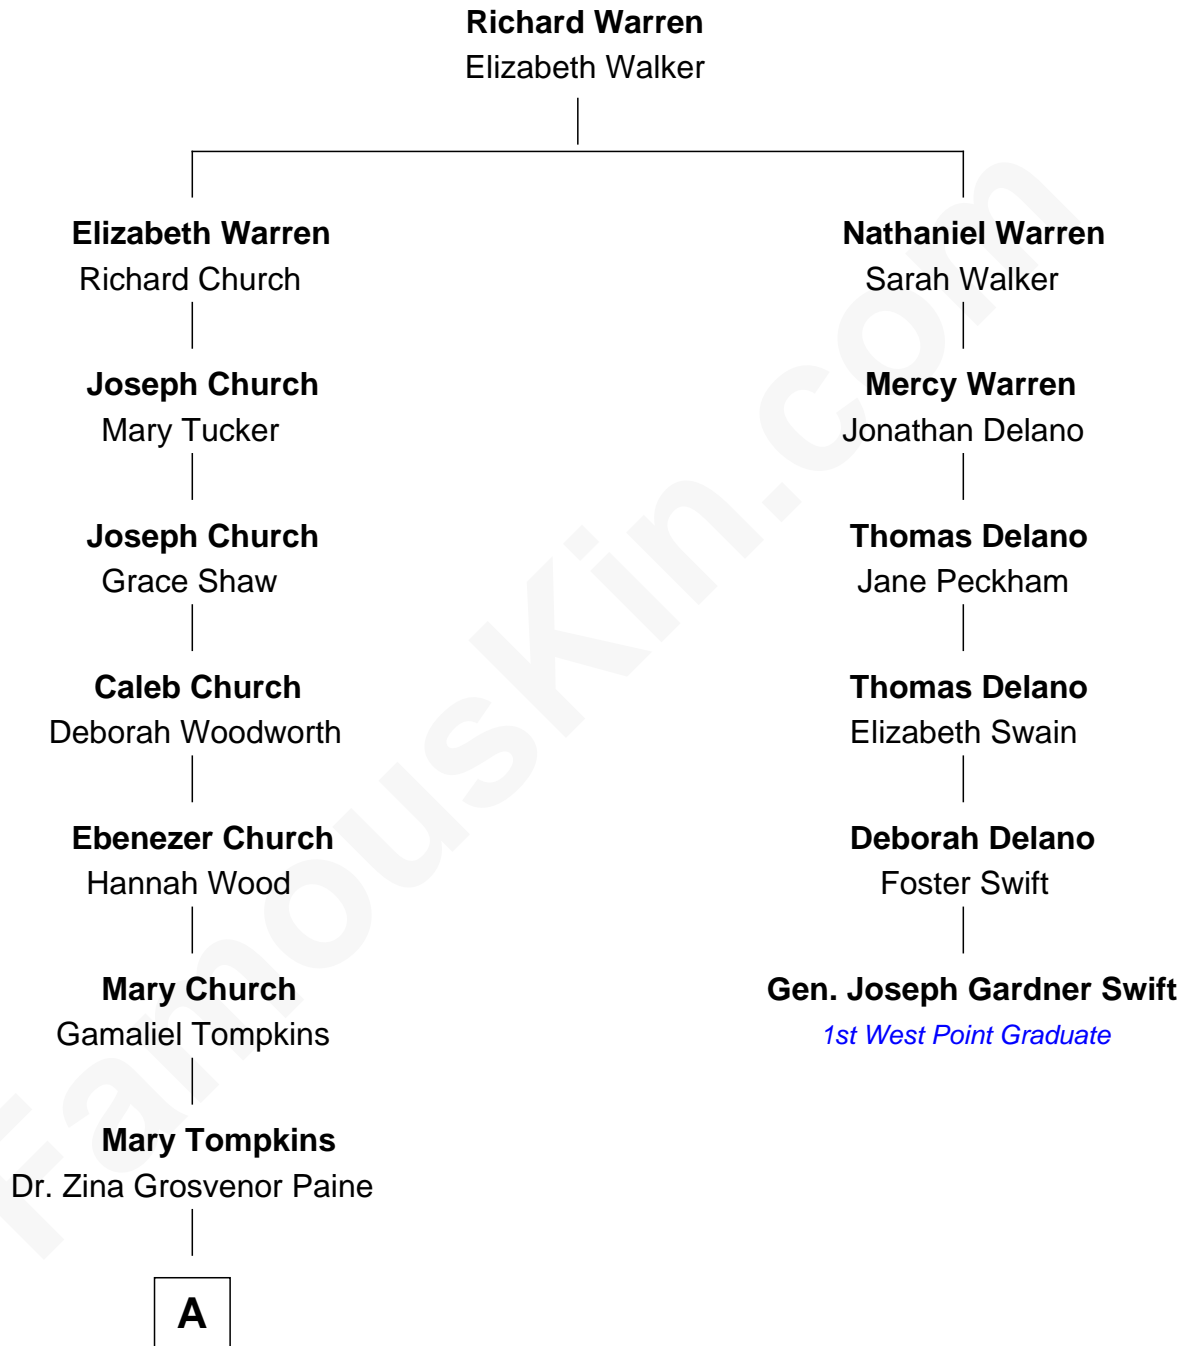 Richard Warren
Elizabeth Walker
Elizabeth Warren
Richard Church
Nathaniel Warren
Sarah Walker
Joseph Church
Mary Tucker
Mercy Warren
Jonathan Delano
Joseph Church
Grace Shaw
Thomas Delano
Jane Peckham
Caleb Church
Deborah Woodworth
Thomas Delano
Elizabeth Swain
Ebenezer Church
Hannah Wood
Deborah Delano
Foster Swift
Mary Church
Gamaliel Tompkins
Gen. Joseph Gardner Swift
1st West Point Graduate
Mary Tompkins
Dr. Zina Grosvenor Paine
A
FamousKin.com